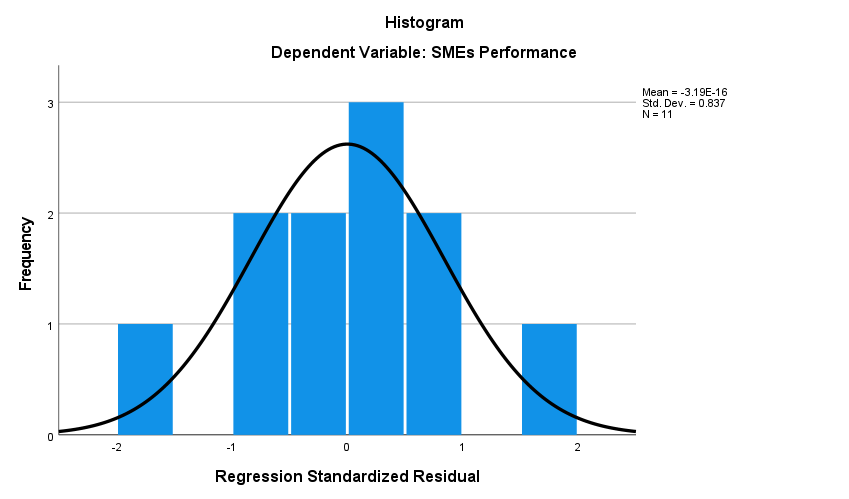 Histogram
Dependent Variable: SMEs Performance
Mean = -3.19E-16
Std. Dev. = 0.837
N = 11
Frequency
3
2
1
0
-2
-1
0
1
2
Regression Standardized Residual